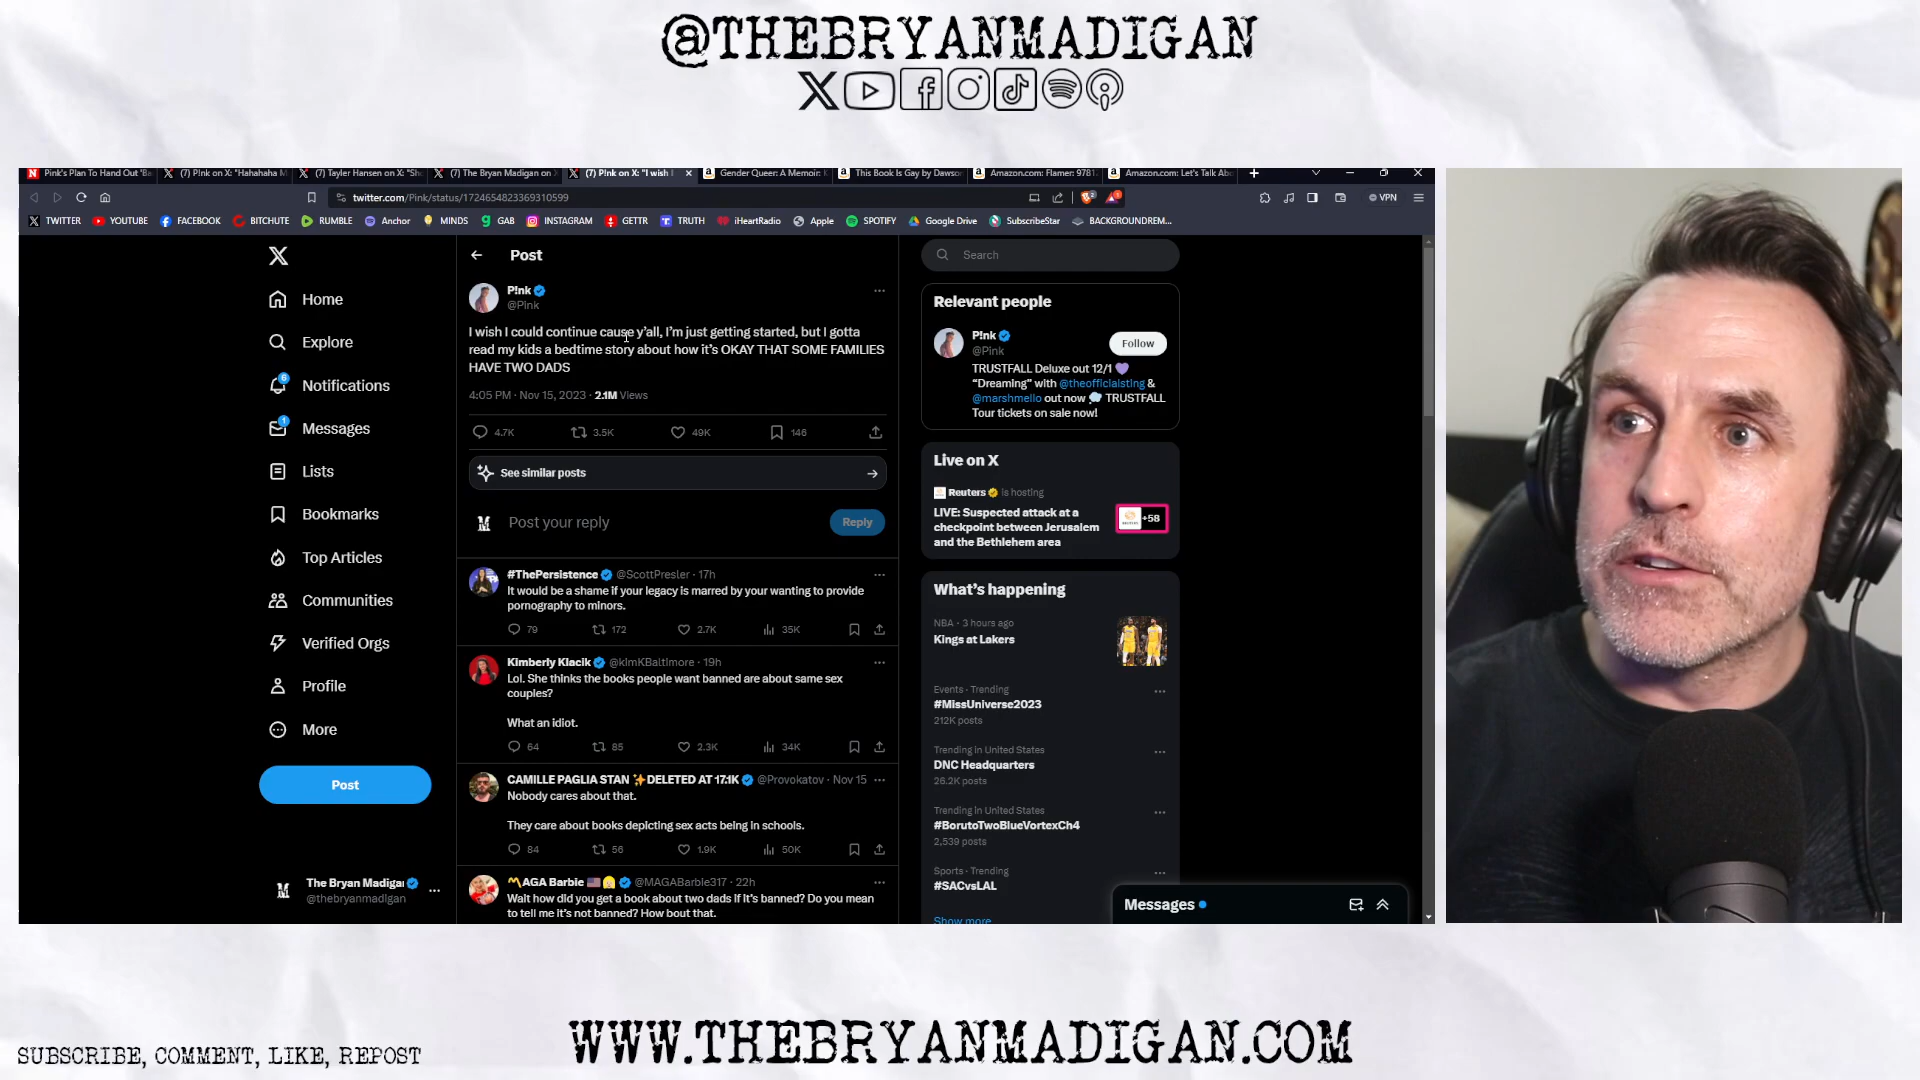 @THEBRYANMADIGAN
Pink's Plan To Hand Out 'Ba
(7) P!nk on X: "Hahahaha M
(7) Tayler Hansen on X: "Sh
(7) The Bryan Madigan on
(7) P!nk on X: "I wish I
Gender Queer: A Memoir:
This Book Is Gay by Dawson
Amazon.com: Flamer: 9781
Amazon.com: Let's Talk Abo
twitter.com/Pink/status/1724654823369310599
VPN
TWITTER YOUTUBE FACEBOOK BITCHUTE RUMBLE Anchor MINDS GAB INSTAGRAM GETTR TRUTH iHeartRadio Apple SPOTIFY Google Drive SubscribeStar BACKGROUNDREM...
Home
Explore
6
Notifications
1
Messages
Lists
Bookmarks
Top Articles
Communities
Verified Orgs
Profile
More
Post
The Bryan Madigan
@thebryanmadigan
Post
P!nk
@Pink
I wish I could continue cause y'all, I'm just getting started, but I gotta
read my kids a bedtime story about how it's OKAY THAT SOME FAMILIES
HAVE TWO DADS
4:05 PM · Nov 15, 2023 · 2.1M Views
4.7K 3.5K 49K 146
See similar posts
Post your reply
Reply
#ThePersistence @ScottPresler · 17h
It would be a shame if your legacy is marred by your wanting to provide
pornography to minors.
79 172 2.7K 35K
Kimberly Klacik @kimKBaltimore · 19h
Lol. She thinks the books people want banned are about same sex
couples?
What an idiot.
64 85 2.3K 34K
CAMILLE PAGLIA STAN ✨DELETED AT 17.1K @Provokatov · Nov 15
Nobody cares about that.
They care about books depicting sex acts being in schools.
84 56 1.9K 50K
〽️AGA Barbie @MAGABarbie317 · 22h
Wait how did you get a book about two dads if it's banned? Do you mean
to tell me it's not banned? How bout that.
Search
Relevant people
P!nk
@Pink
Follow
TRUSTFALL Deluxe out 12/1 💜
"Dreaming" with @theofficialsting &
@marshmello out now 💭 TRUSTFALL
Tour tickets on sale now!
Live on X
Reuters is hosting
LIVE: Suspected attack at a
checkpoint between Jerusalem
and the Bethlehem area
+58
What's happening
NBA · 3 hours ago
Kings at Lakers
Events · Trending
#MissUniverse2023
212K posts
Trending in United States
DNC Headquarters
26.2K posts
Trending in United States
#BorutoTwoBlueVortexCh4
2,539 posts
Sports · Trending
#SACvsLAL
Show more
Messages
SUBSCRIBE, COMMENT, LIKE, REPOST
WWW.THEBRYANMADIGAN.COM